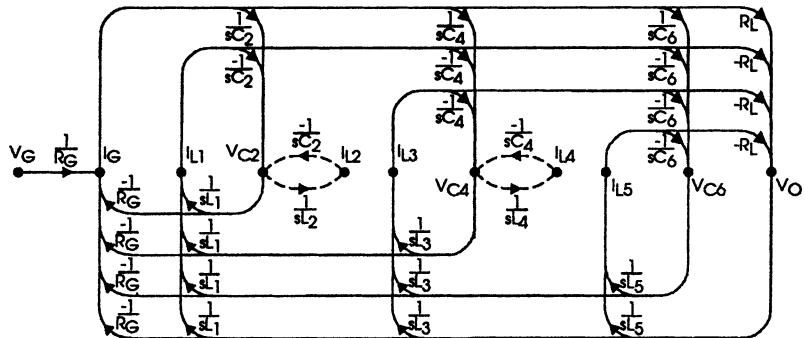 1/sC2 1/sC4 1/sC6 RL
-1/sC2 -1/sC4 -1/sC6 -RL
-1/sC4 -1/sC6 -RL
-1/sC2 -1/sC4 -1/sC6 -RL
VG 1/RG IG IL1 VC2 IL2 IL3 VC4 IL4 IL5 VC6 VO
-1/RG 1/sL1 1/sL2 1/sL4
-1/RG 1/sL1 1/sL3
-1/RG 1/sL1 1/sL3 1/sL5
-1/RG 1/sL1 1/sL3 1/sL5